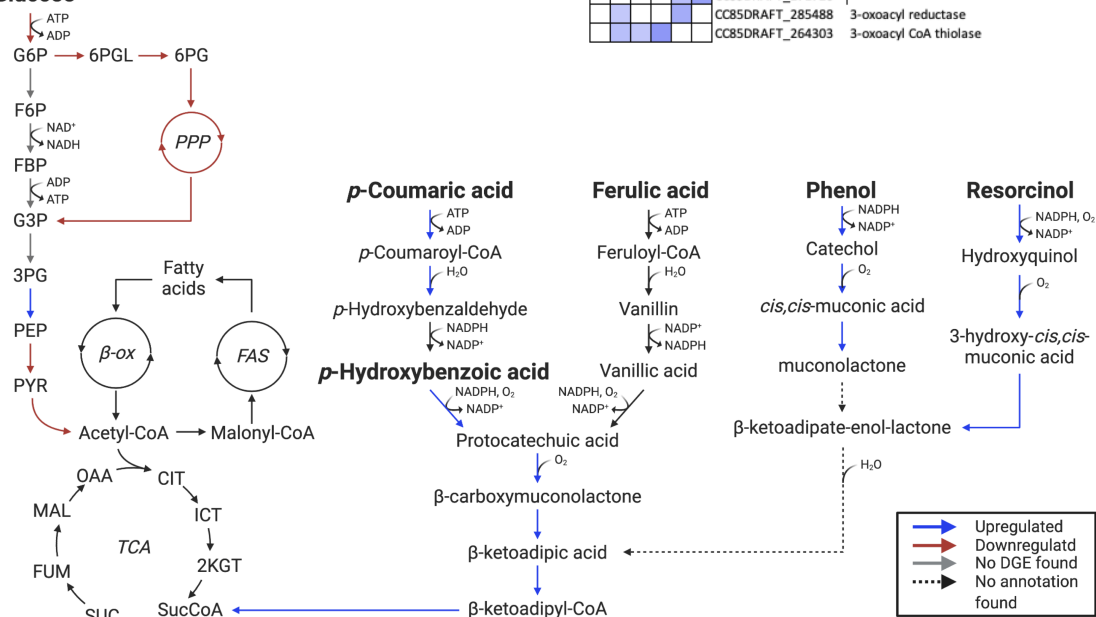 CC85DRAFT_285488 3-oxoacyl reductase
CC85DRAFT_264303 3-oxoacyl CoA thiolase
ATP
ADP
G6P
6PGL
6PG
F6P
NAD⁺
NADH
FBP
ADP
ATP
PPP
G3P
3PG
PEP
PYR
Fatty
acids
β-ox
FAS
Acetyl-CoA
Malonyl-CoA
OAA
CIT
MAL
ICT
TCA
FUM
2KGT
SucCoA
p-Coumaric acid
ATP
ADP
p-Coumaroyl-CoA
H₂O
p-Hydroxybenzaldehyde
NADPH
NADP⁺
p-Hydroxybenzoic acid
NADPH, O₂
NADP⁺
Ferulic acid
ATP
ADP
Feruloyl-CoA
H₂O
Vanillin
NADP⁺
NADPH
Vanillic acid
NADPH, O₂
NADP⁺
Protocatechuic acid
O₂
β-carboxymuconolactone
β-ketoadipic acid
β-ketoadipyl-CoA
Phenol
NADPH
NADP⁺
Catechol
O₂
cis,cis-muconic acid
muconolactone
β-ketoadipate-enol-lactone
H₂O
Resorcinol
NADPH, O₂
NADP⁺
Hydroxyquinol
O₂
3-hydroxy-cis,cis-
muconic acid
Upregulated
Downregulatd
No DGE found
No annotation
found